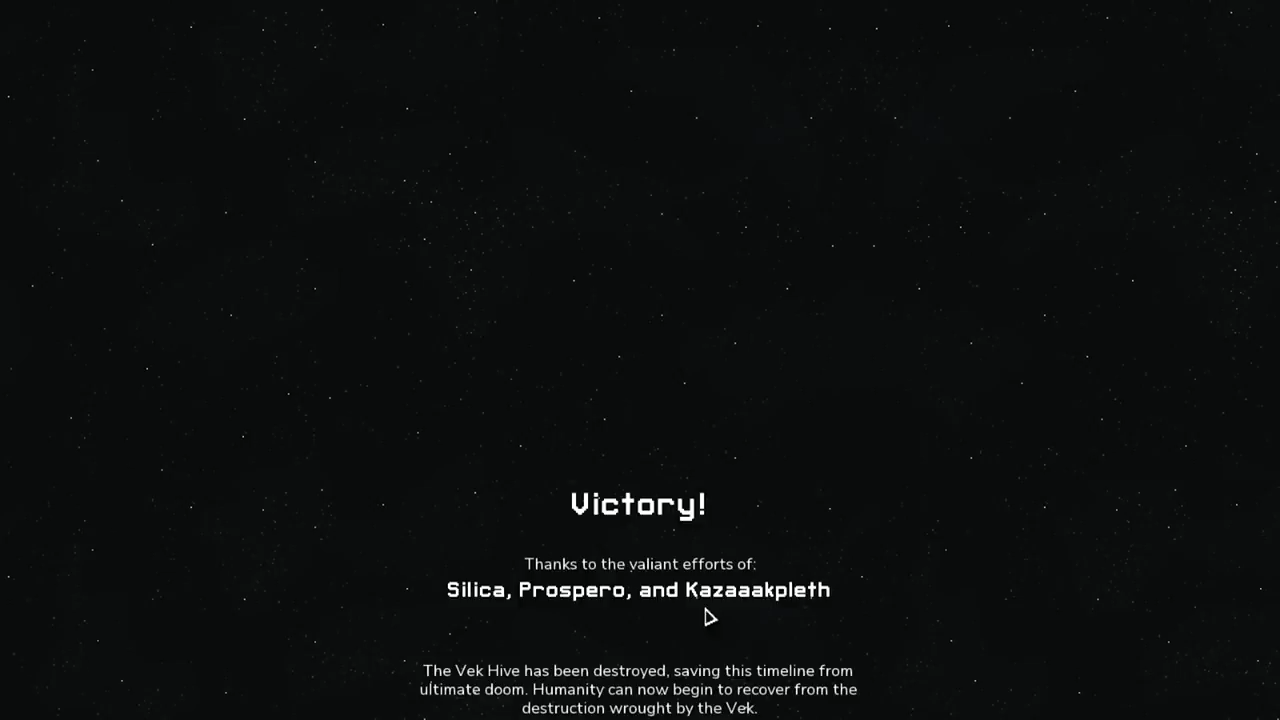 Victory!
Thanks to the valiant efforts of:
Silica, Prospero, and Kazaaakpleth
The Vek Hive has been destroyed, saving this timeline from
ultimate doom. Humanity can now begin to recover from the
destruction wrought by the Vek.